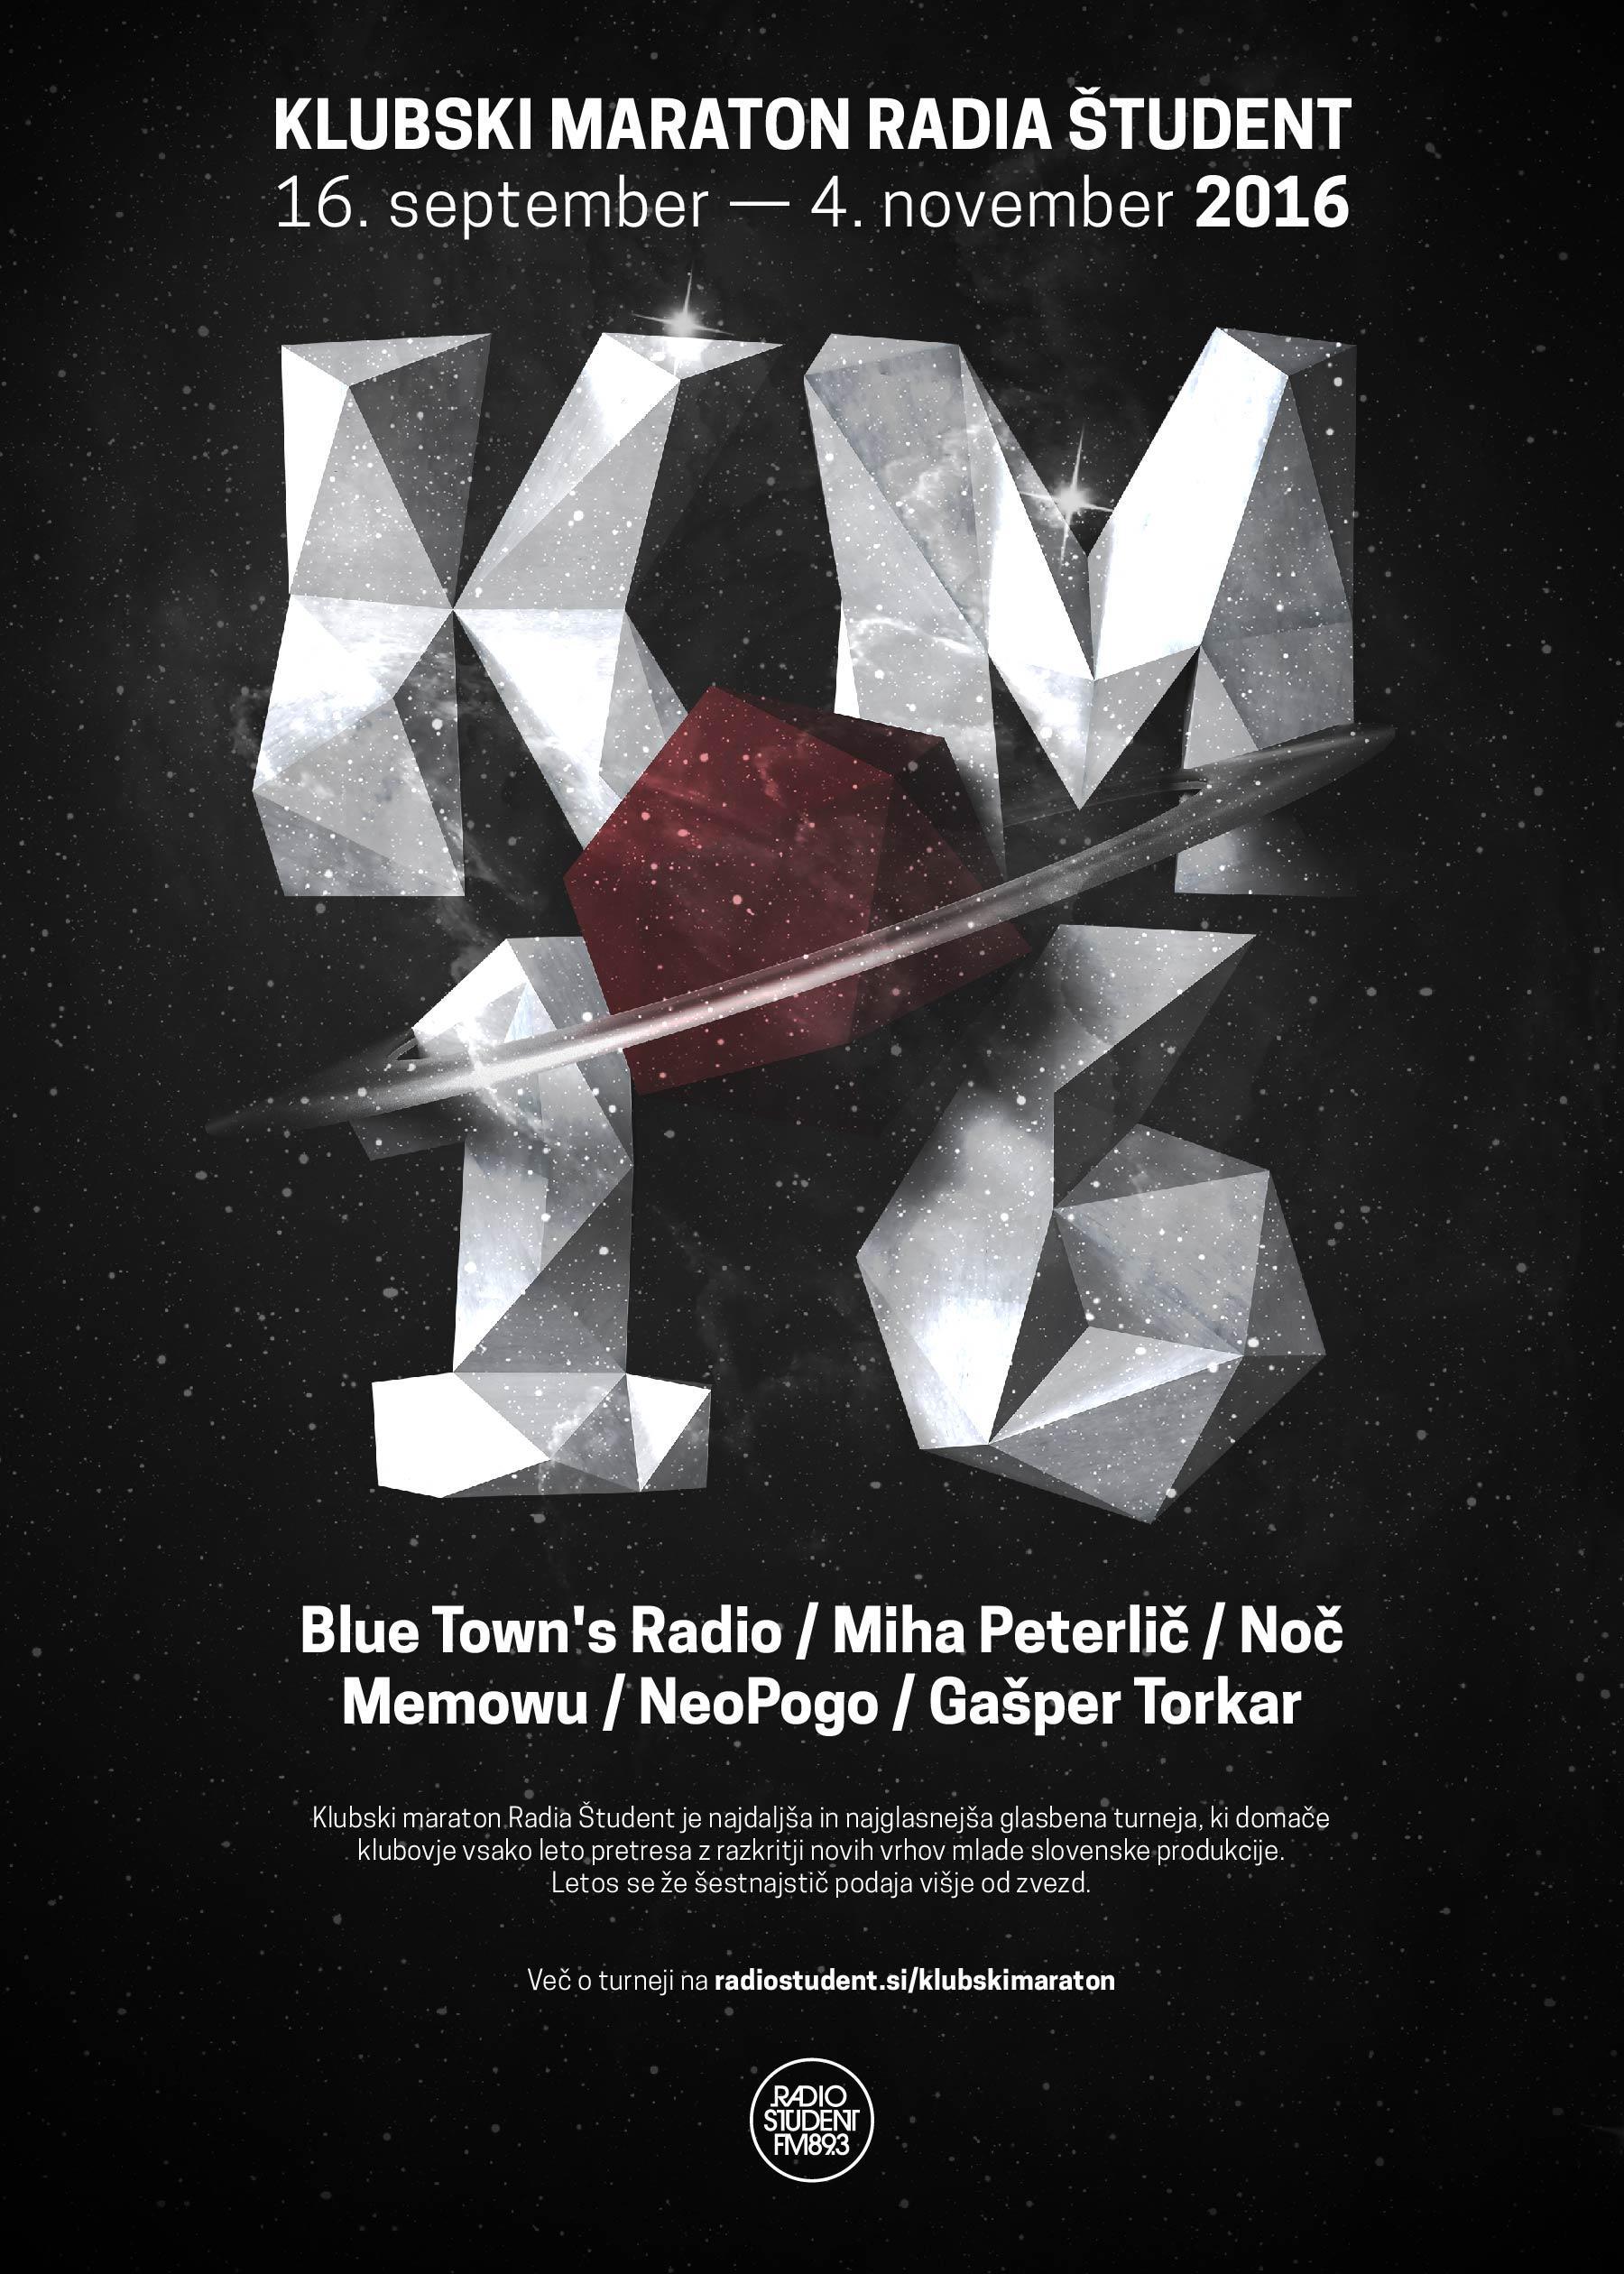 KLUBSKI MARATON RADIA ŠTUDENT
16. september — 4. november 2016
KM
16
Blue Town's Radio / Miha Peterlič / Noč
Memowu / NeoPogo / Gašper Torkar
Klubski maraton Radia Študent je najdaljša in najglasnejša glasbena turneja, ki domače
klubovje vsako leto pretresa z razkritji novih vrhov mlade slovenske produkcije.
Letos se že šestnajstič podaja višje od zvezd.
Več o turneji na radiostudent.si/klubskimaraton
RADIO
ŠTUDENT
FM89.3